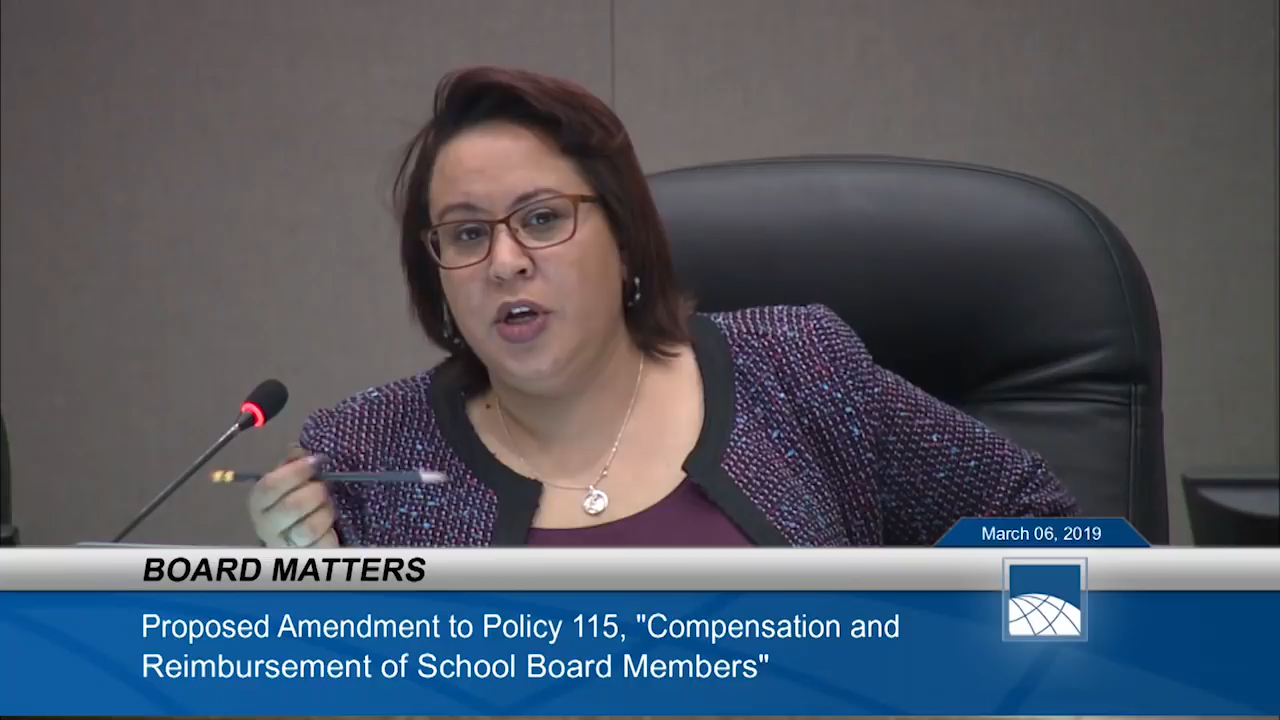 March 06, 2019
BOARD MATTERS
Proposed Amendment to Policy 115, "Compensation and
Reimbursement of School Board Members"